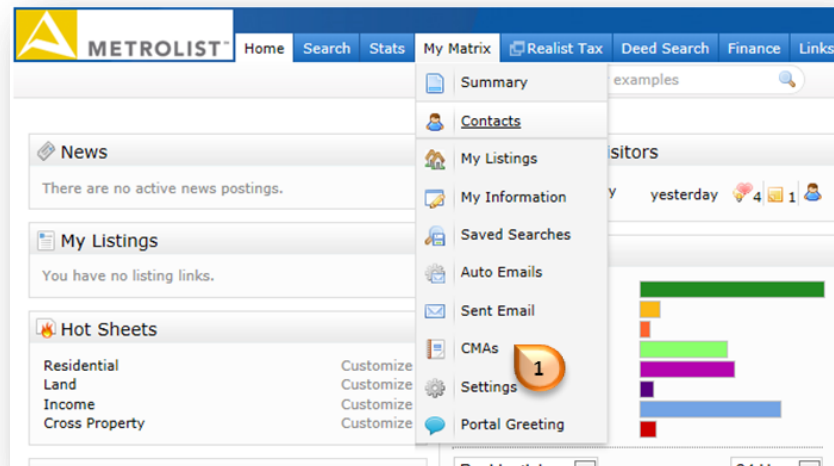 METROLIST
Home
Search
Stats
My Matrix
Realist Tax
Deed Search
Finance
Links
examples
Summary
Contacts
My Listings
My Information
Saved Searches
Auto Emails
Sent Email
CMAs
1
Settings
Portal Greeting
News
There are no active news postings.
My Listings
You have no listing links.
Hot Sheets
Residential Customize
Land Customize
Income Customize
Cross Property Customize
yesterday 4 1